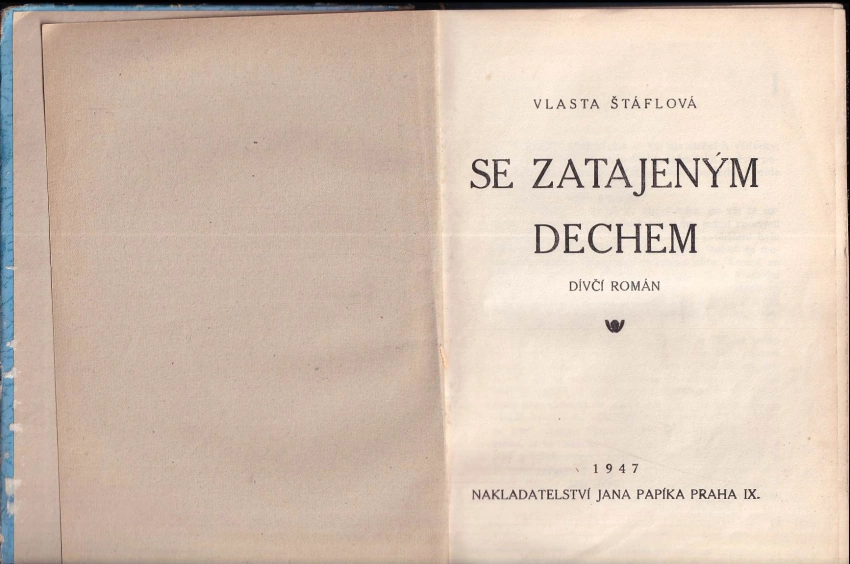 VLASTA ŠTÁFLOVÁ
SE ZATAJENÝM
DECHEM
DÍVČÍ ROMÁN
1947
NAKLADATELSTVÍ JANA PAPÍKA PRAHA IX.